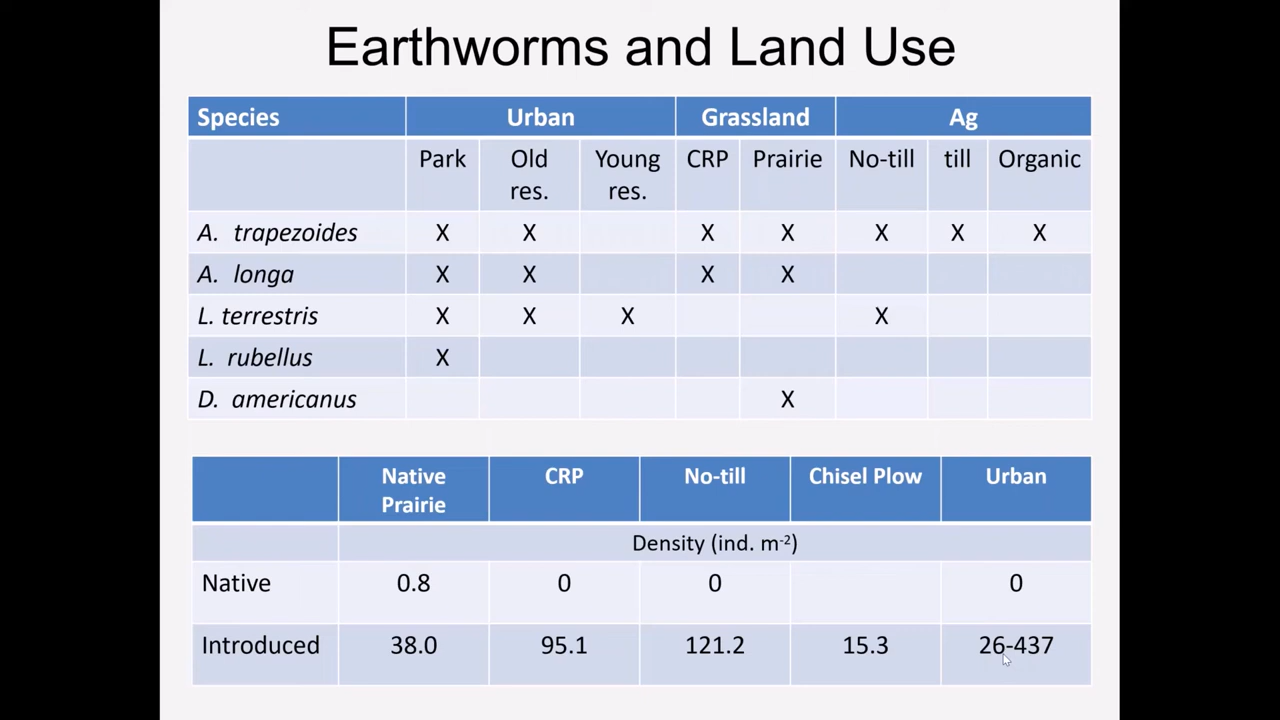 Earthworms and Land Use
Species Urban Grassland Ag
Park Old res. Young res. CRP Prairie No-till till Organic
A. trapezoides X X X X X X X
A. longa X X X X
L. terrestris X X X X
L. rubellus X
D. americanus X
Native Prairie CRP No-till Chisel Plow Urban
Density (ind. m-2)
Native 0.8 0 0 0
Introduced 38.0 95.1 121.2 15.3 26-437